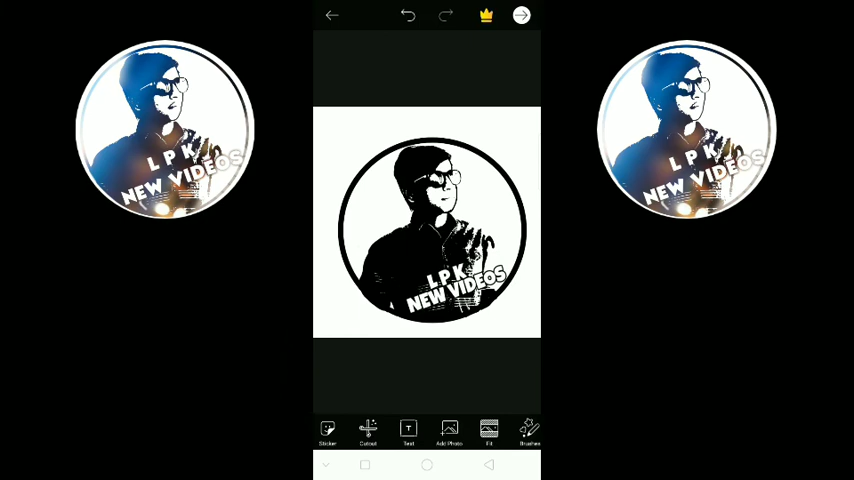 L P K
NEW VIDEOS
L P K
NEW VIDEOS
L P K
NEW VIDEOS
Sticker
Cutout
Text
Add Photo
Fit
Brushes